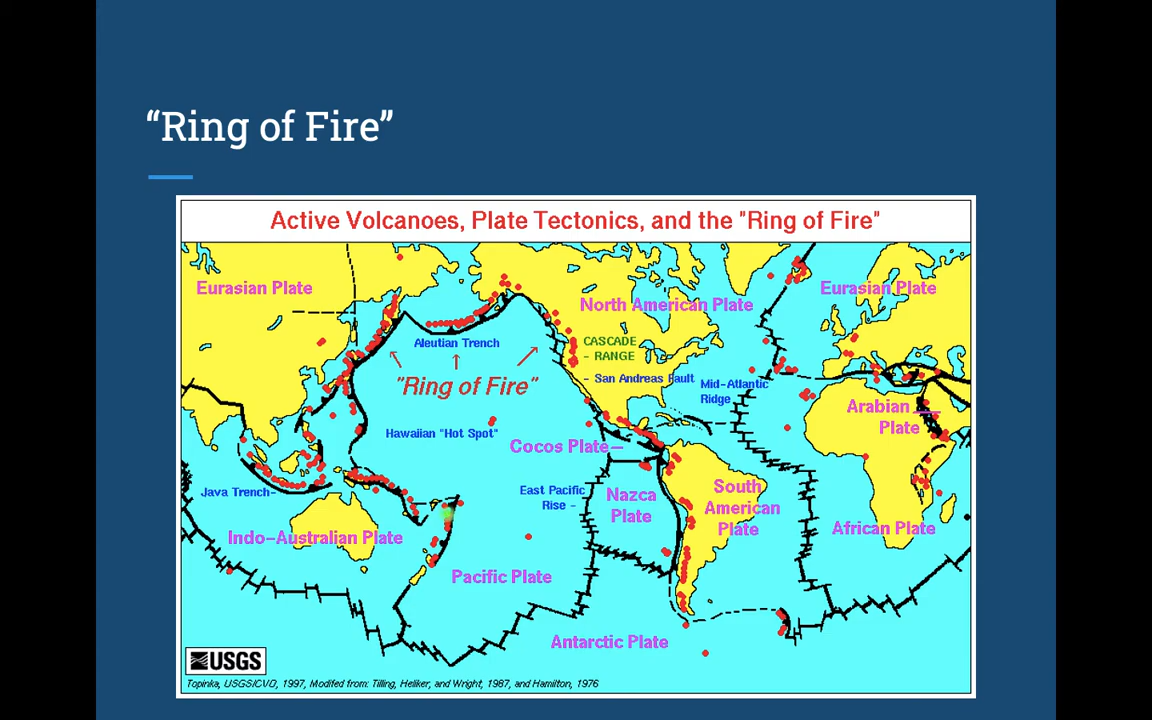 “Ring of Fire”
Active Volcanoes, Plate Tectonics, and the "Ring of Fire"
Eurasian Plate
North American Plate
Eurasian Plate
Aleutian Trench
CASCADE
- RANGE
"Ring of Fire"
- San Andreas Fault
Mid-Atlantic
Ridge
Arabian
Plate
Hawaiian "Hot Spot"
Cocos Plate
Java Trench-
East Pacific
Rise -
Nazca
Plate
South
American
Plate
Indo-Australian Plate
African Plate
Pacific Plate
Antarctic Plate
USGS
Topinka, USGS/CVO, 1997, Modifed from: Tilling, Heliker, and Wright, 1987, and Hamilton, 1976